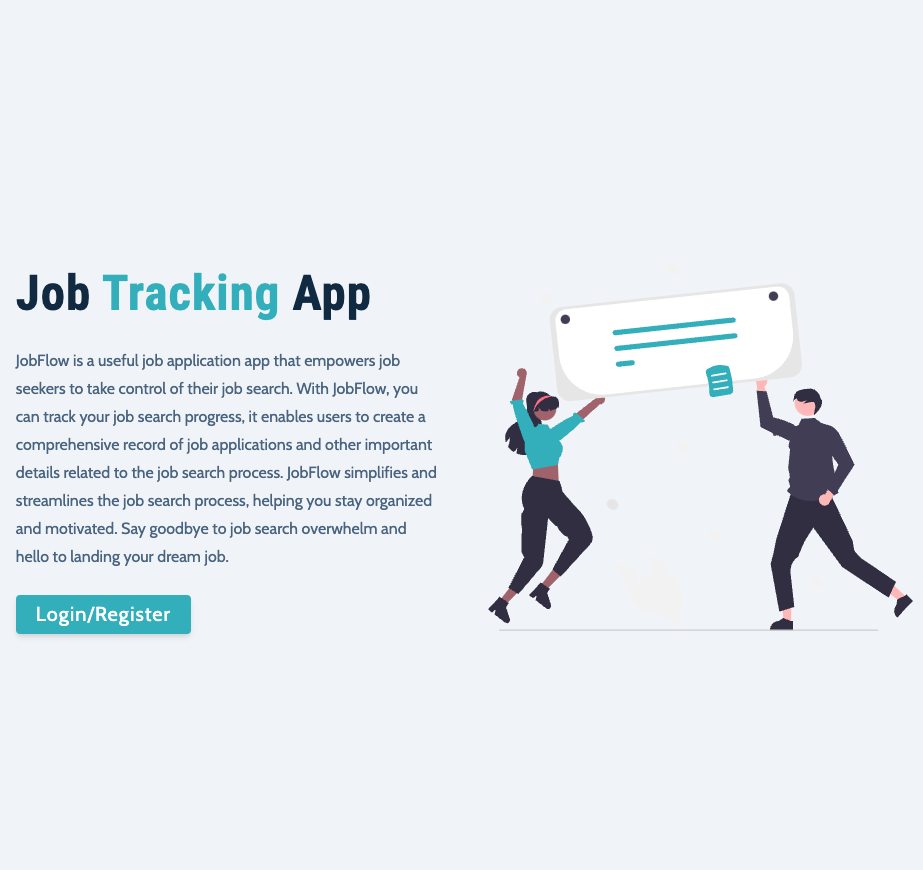 Job Tracking App
JobFlow is a useful job application app that empowers job
seekers to take control of their job search. With JobFlow, you
can track your job search progress, it enables users to create a
comprehensive record of job applications and other important
details related to the job search process. JobFlow simplifies and
streamlines the job search process, helping you stay organized
and motivated. Say goodbye to job search overwhelm and
hello to landing your dream job.
Login/Register